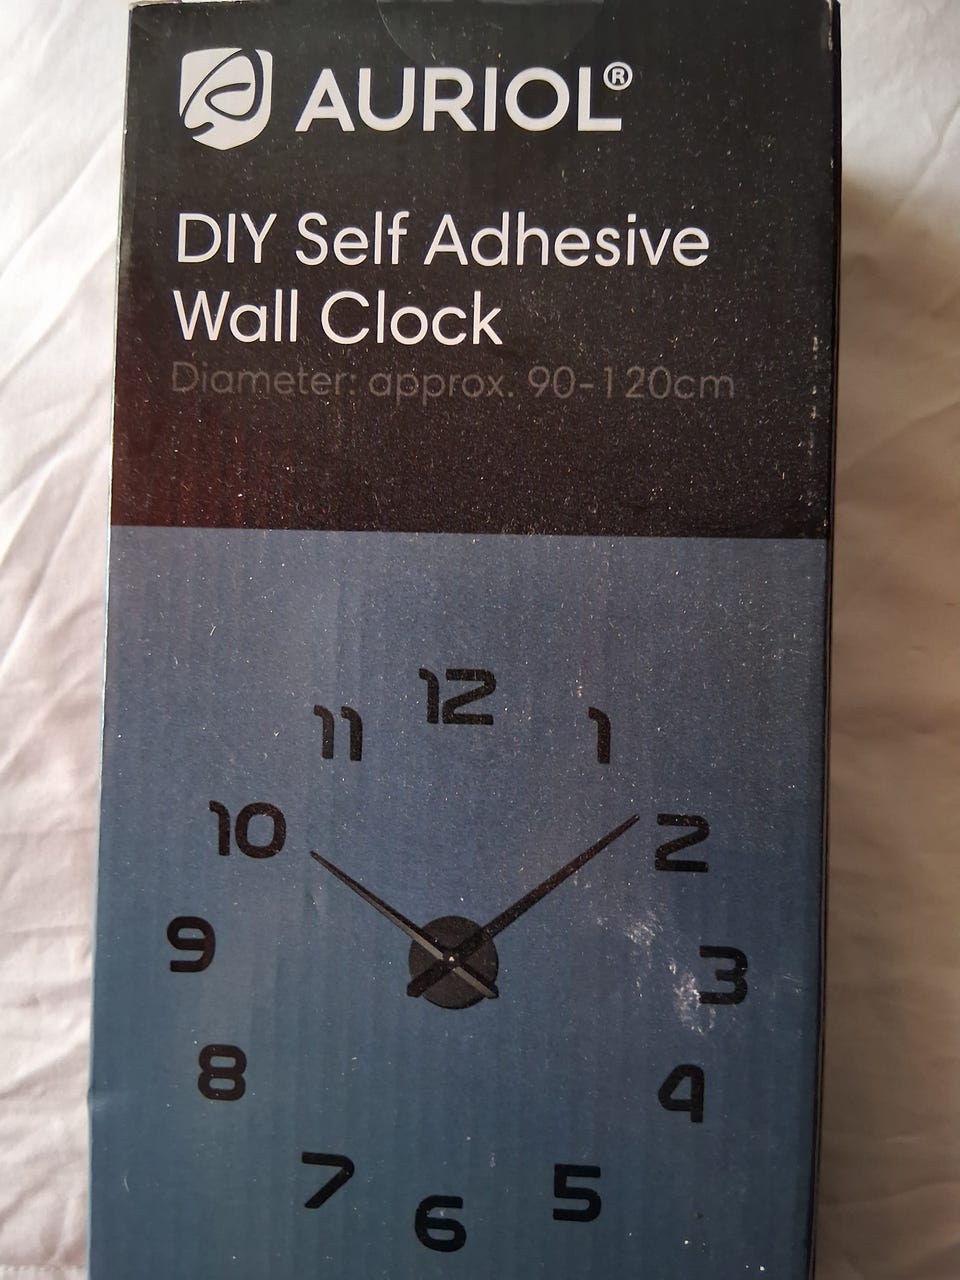 AURIOL®
DIY Self Adhesive
Wall Clock
Diameter: approx. 90-120cm
12
11 1
10 2
9 3
8 4
7 5
6